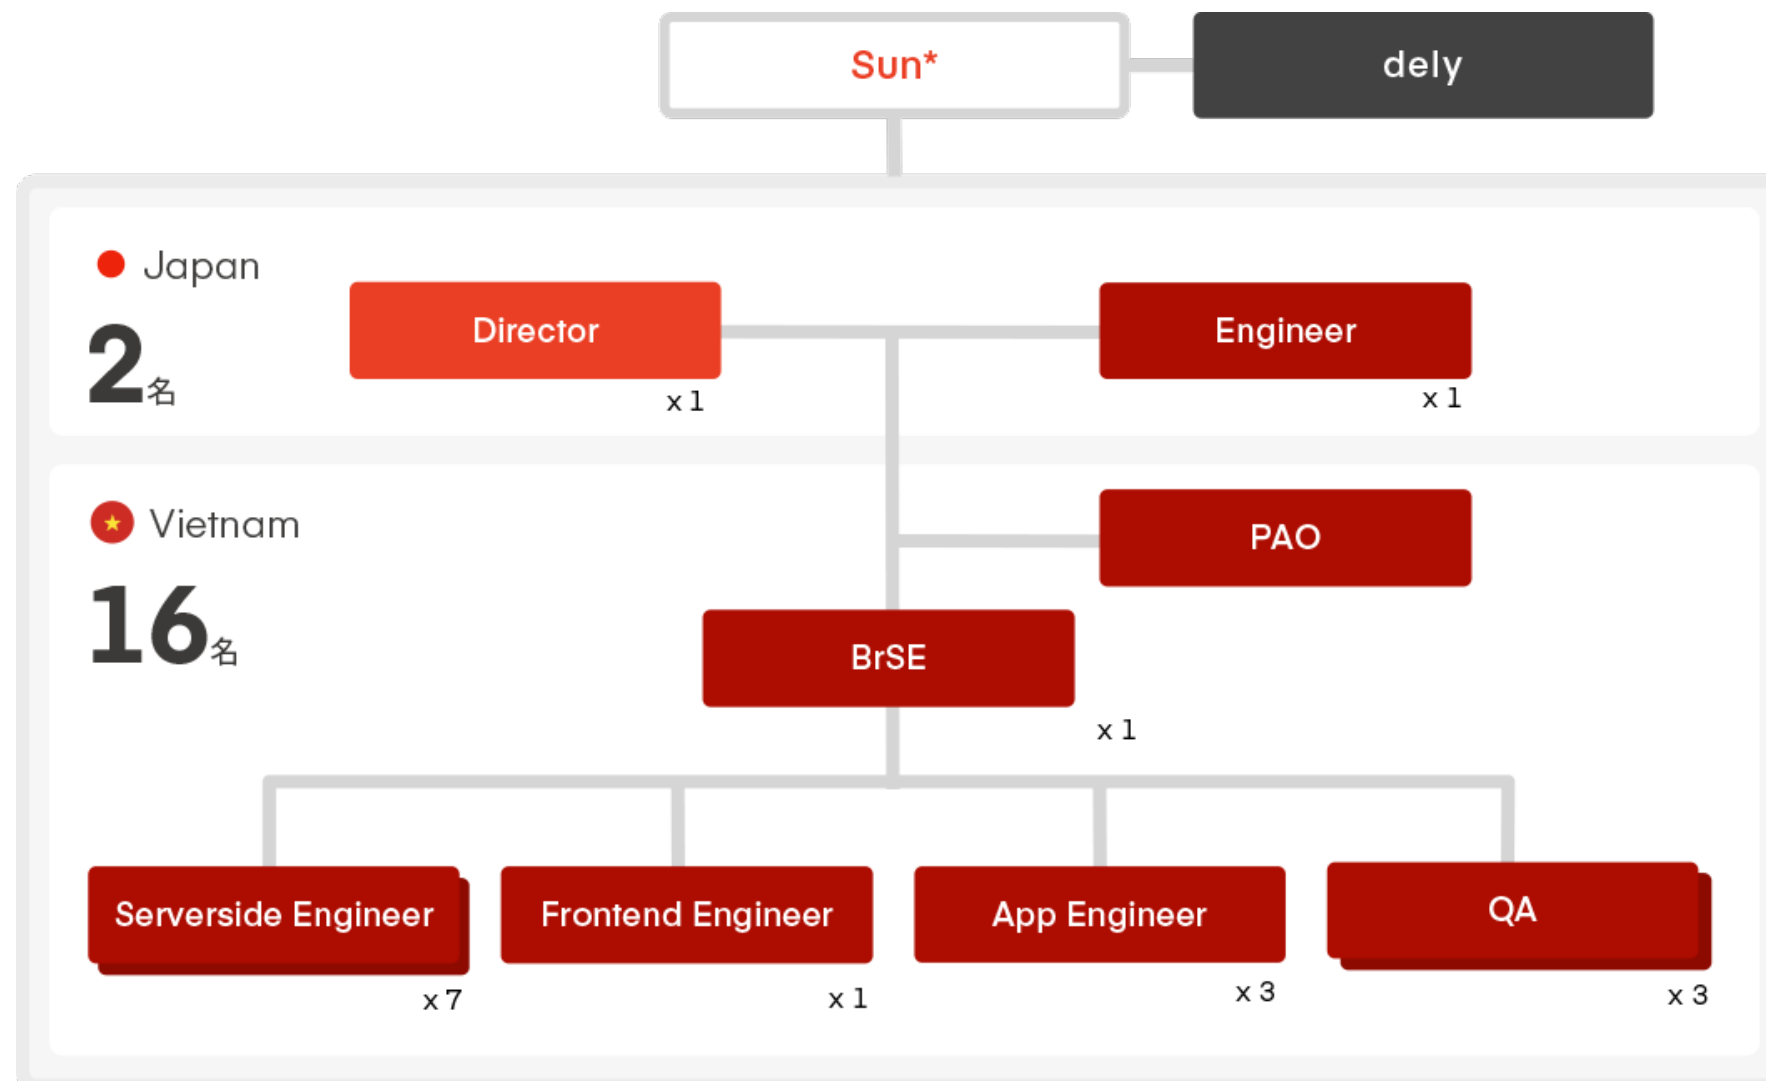 Sun*
dely
Japan
2名
Director
Engineer
x 1
x 1
Vietnam
16名
PAO
BrSE
x 1
Serverside Engineer
Frontend Engineer
App Engineer
QA
x 7
x 1
x 3
x 3